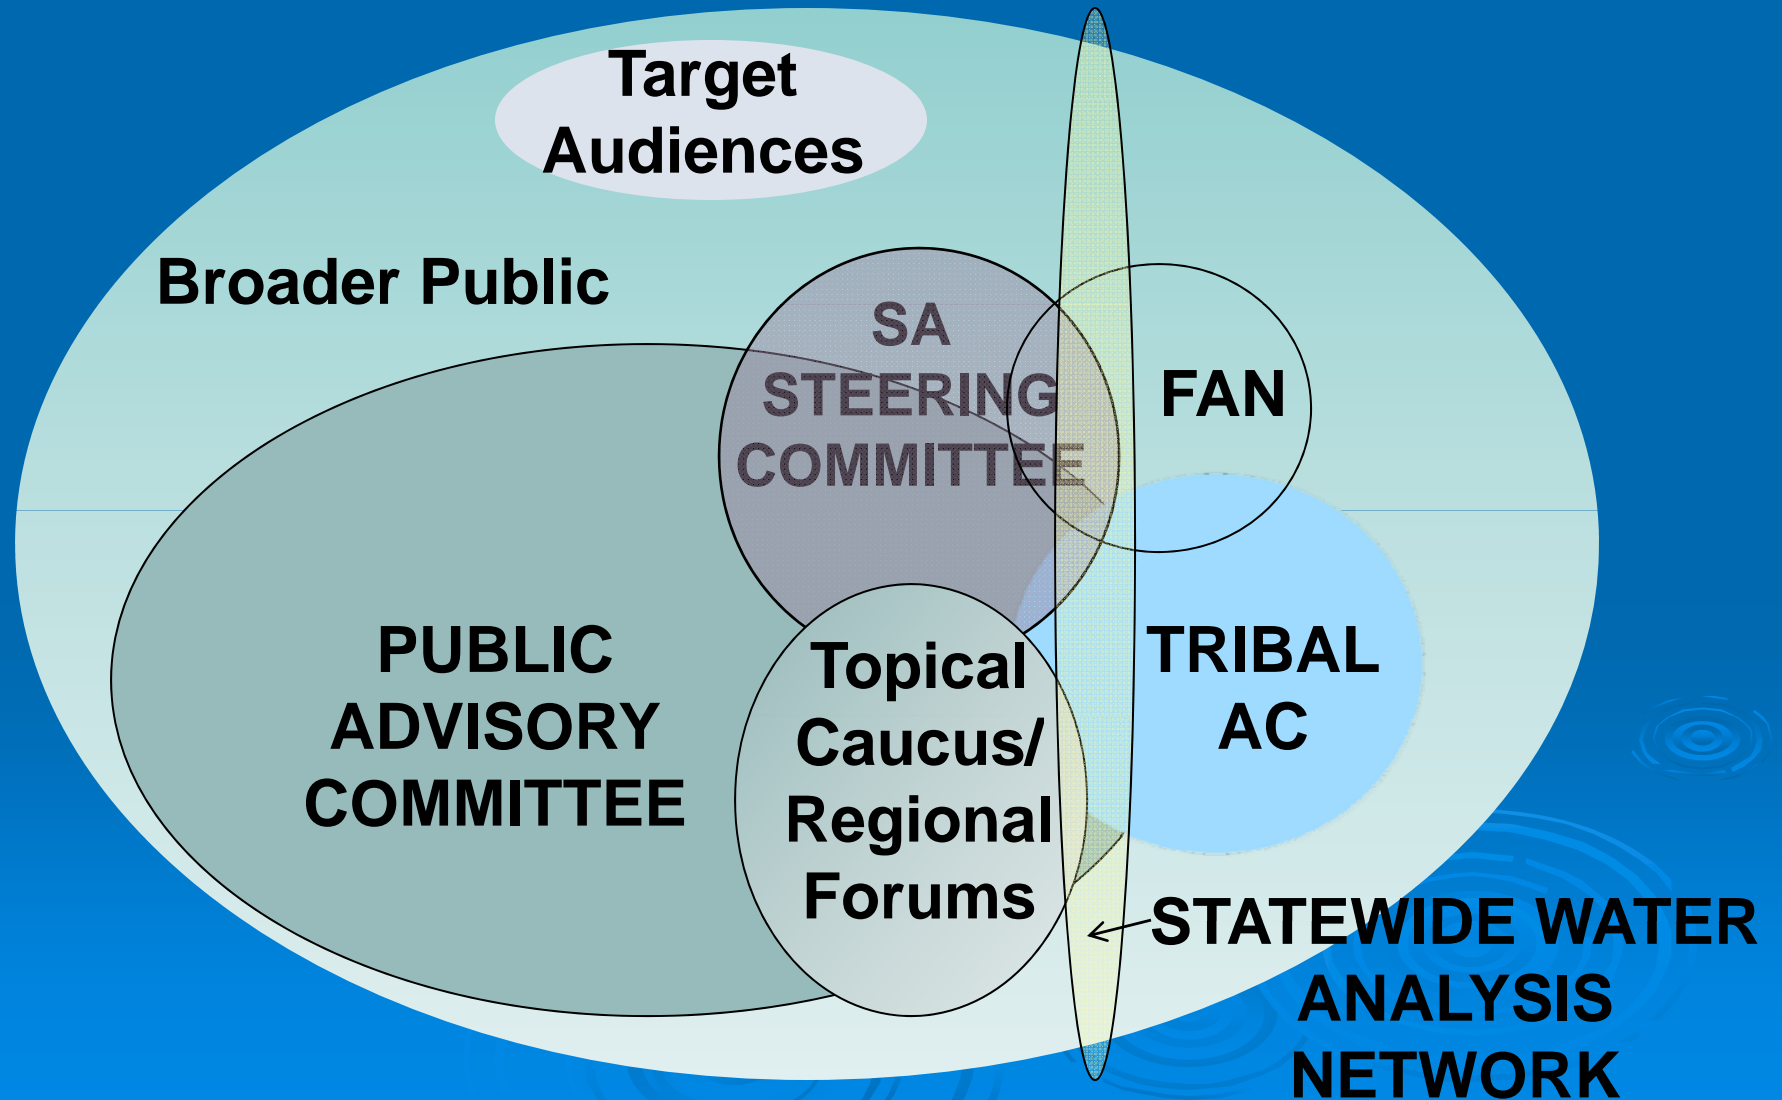 Target
Audiences
Broader Public
SA
STEERING
COMMITTEE
FAN
PUBLIC
ADVISORY
COMMITTEE
Topical
Caucus/
Regional
Forums
TRIBAL
AC
STATEWIDE WATER
ANALYSIS
NETWORK